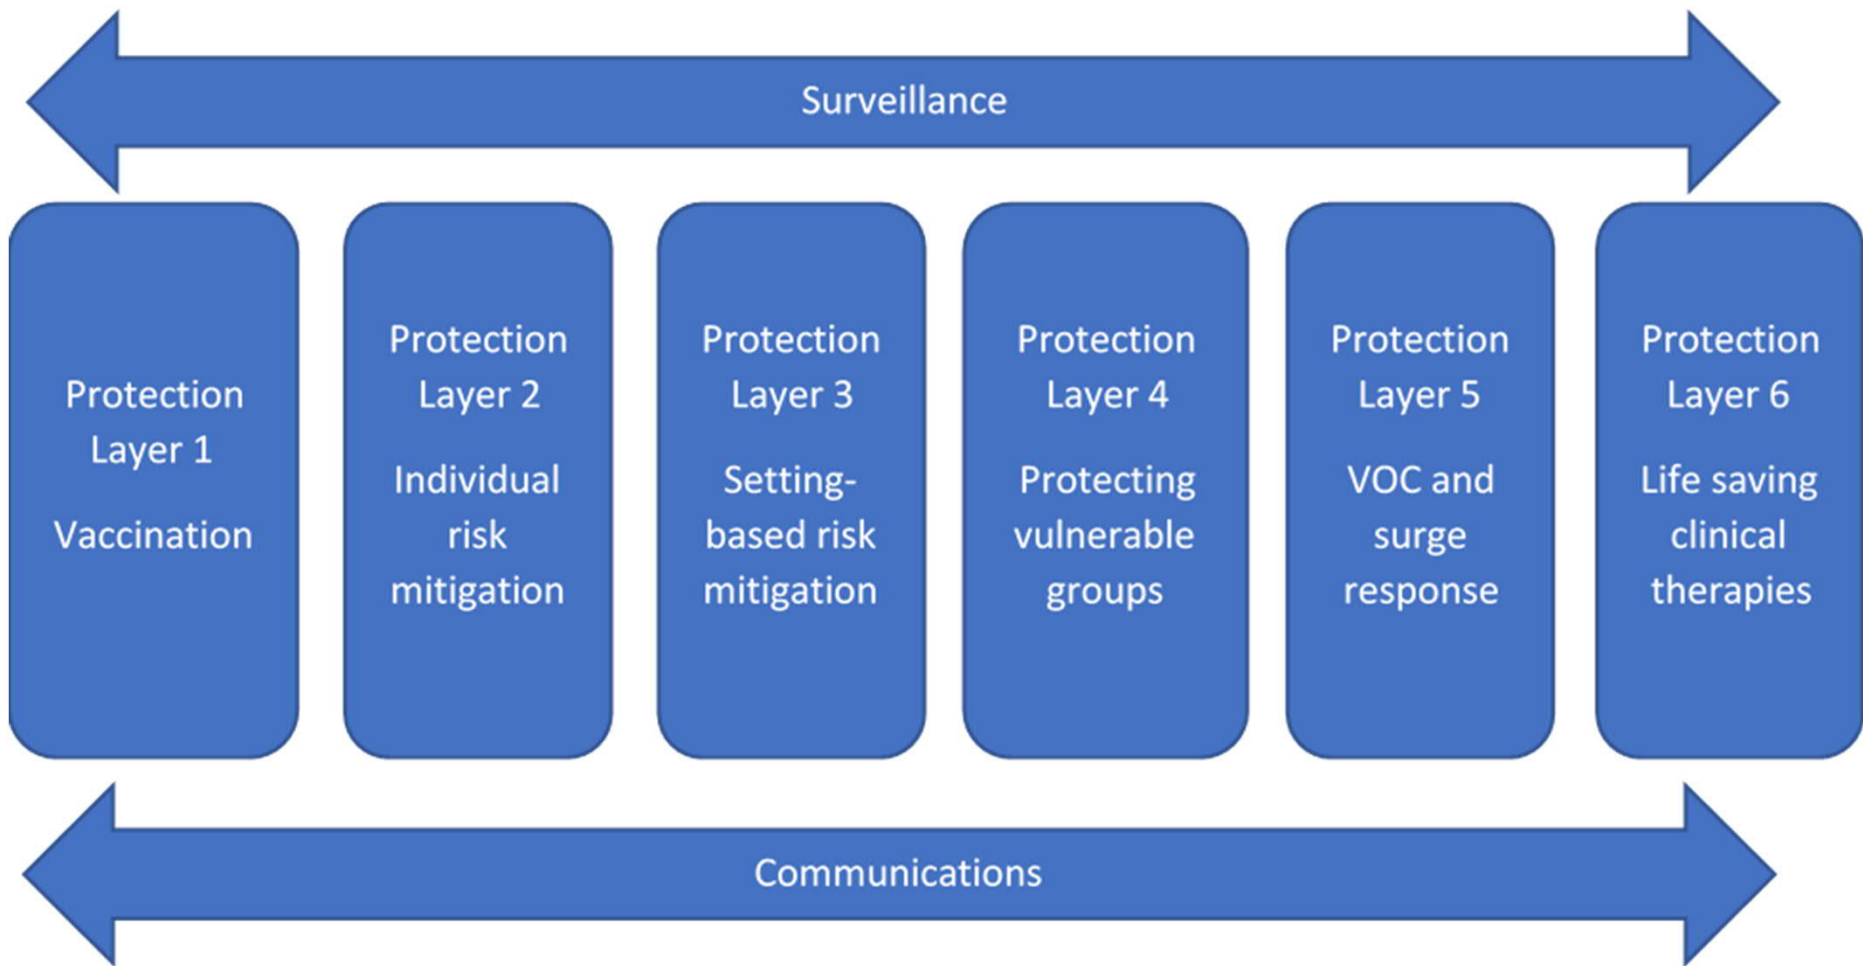 Surveillance
Protection
Layer 1
Vaccination
Protection
Layer 2
Individual
risk
mitigation
Protection
Layer 3
Setting-
based risk
mitigation
Protection
Layer 4
Protecting
vulnerable
groups
Protection
Layer 5
VOC and
surge
response
Protection
Layer 6
Life saving
clinical
therapies
Communications